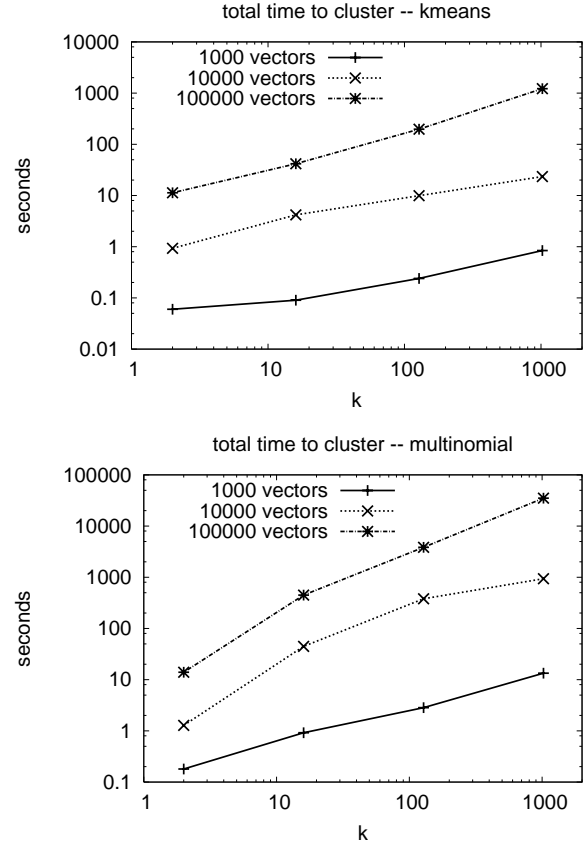 total time to cluster -- kmeans
10000
1000
100
10
1
0.1
0.01
seconds
1000 vectors
10000 vectors
100000 vectors
1 10 100 1000
k
total time to cluster -- multinomial
100000
10000
1000
100
10
1
0.1
seconds
1000 vectors
10000 vectors
100000 vectors
1 10 100 1000
k